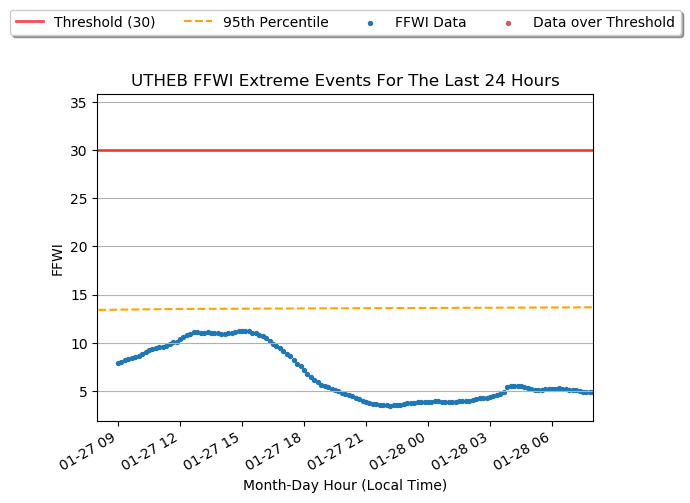 Threshold (30) 95th Percentile FFWI Data Data over Threshold
UTHEB FFWI Extreme Events For The Last 24 Hours
35
30
25
20
15
10
5
FFWI
01-27 09 01-27 12 01-27 15 01-27 18 01-27 21 01-28 00 01-28 03 01-28 06
Month-Day Hour (Local Time)